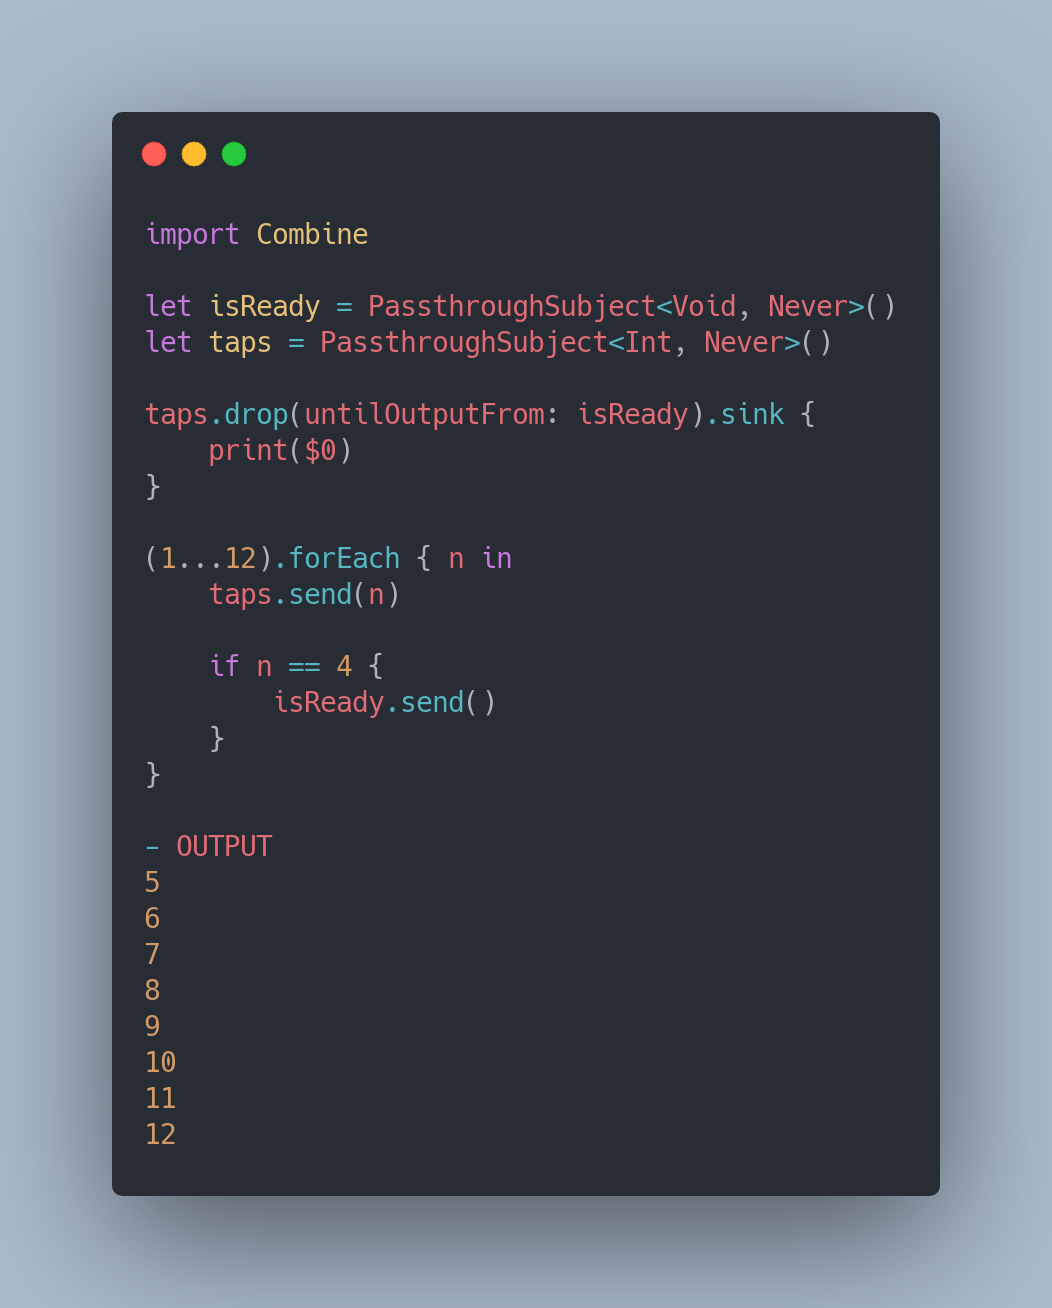 import Combine

let isReady = PassthroughSubject<Void, Never>()
let taps = PassthroughSubject<Int, Never>()

taps.drop(untilOutputFrom: isReady).sink {
    print($0)
}

(1...12).forEach { n in
    taps.send(n)

    if n == 4 {
        isReady.send()
    }
}

- OUTPUT
5
6
7
8
9
10
11
12